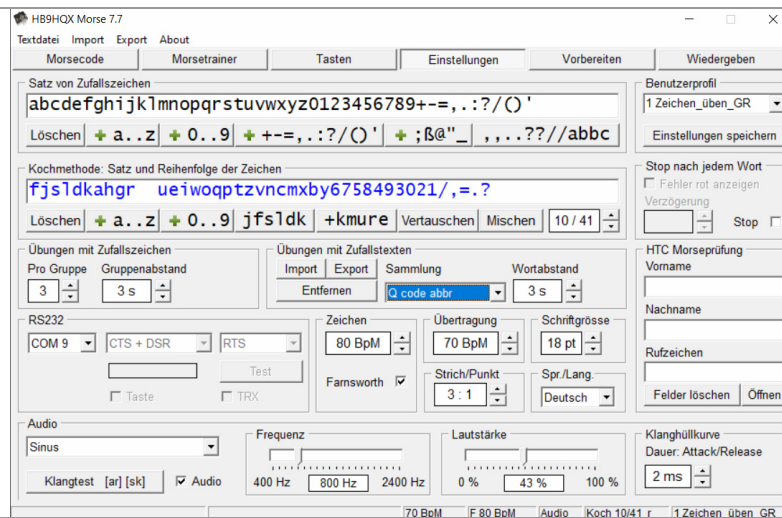 HB9HQX Morse 7.7
Textdatei Import Export About
Morsecode Morsetrainer Tasten Einstellungen Vorbereiten Wiedergeben
Satz von Zufallszeichen
abcdefghijklmnopqrstuvwxyz0123456789+-=,.:?/()'
Löschen + a..z + 0..9 + +-=,.:?/()' + ;ß@"_ ,,..??//abbc
Benutzerprofil
1 Zeichen_üben_GR
Einstellungen speichern
Kochmethode: Satz und Reihenfolge der Zeichen
fjsldkahgr ueiwoqptzvncmxby6758493021/,=.?
Löschen + a..z + 0..9 jfsldk +kmure Vertauschen Mischen 10 / 41
Stop nach jedem Wort
Fehler rot anzeigen
Verzögerung
Stop
Übungen mit Zufallszeichen
Pro Gruppe Gruppenabstand
3 3 s
Übungen mit Zufallstexten
Import Export Sammlung Wortabstand
Entfernen Q code abbr 3 s
HTC Morseprüfung
Vorname
Nachname
Rufzeichen
Felder löschen Öffnen
RS232
COM 9 CTS + DSR RTS
Test
Taste TRX
Zeichen
80 BpM
Farnsworth
Übertragung
70 BpM
Schriftgrösse
18 pt
Strich/Punkt
3 : 1
Spr./Lang.
Deutsch
Audio
Sinus
Klangtest [ar] [sk] Audio
Frequenz
400 Hz 800 Hz 2400 Hz
Lautstärke
0 % 43 % 100 %
Klanghüllkurve
Dauer: Attack/Release
2 ms
70 BpM F 80 BpM Audio Koch 10/41 r 1 Zeichen_üben_GR